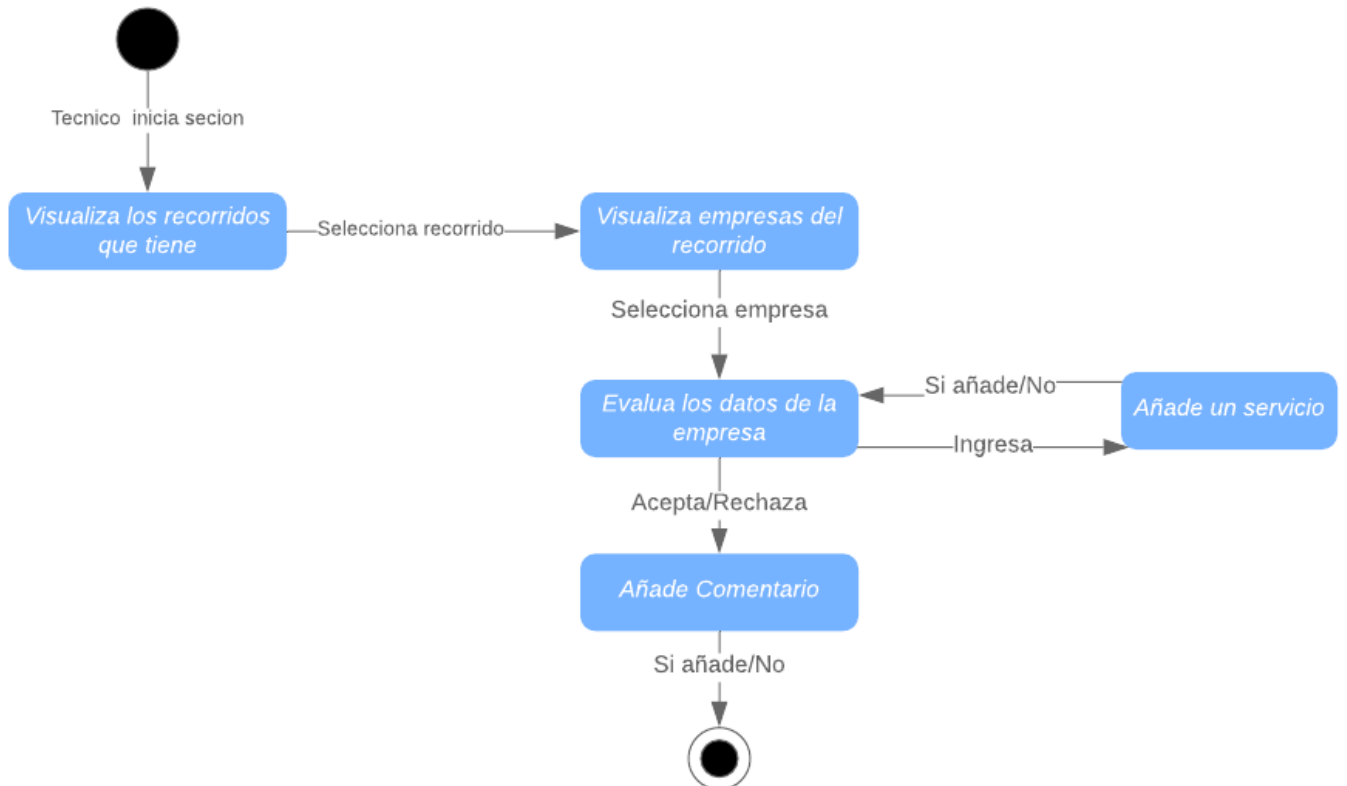 Tecnico inicia secion
Visualiza los recorridos
que tiene
Selecciona recorrido
Visualiza empresas del
recorrido
Selecciona empresa
Evalua los datos de la
empresa
Si añade/No
Añade un servicio
Ingresa
Acepta/Rechaza
Añade Comentario
Si añade/No